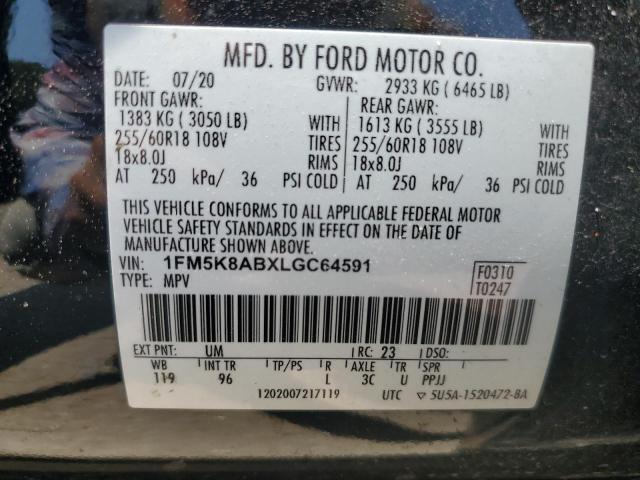 MFD. BY FORD MOTOR CO.
DATE: 07/20 GVWR: 2933 KG ( 6465 LB)
FRONT GAWR: REAR GAWR:
1383 KG ( 3050 LB) WITH 1613 KG ( 3555 LB) WITH
255/60R18 108V TIRES 255/60R18 108V TIRES
18x8.0J RIMS 18x8.0J RIMS
AT 250 kPa/ 36 PSI COLD AT 250 kPa/ 36 PSI COLD
THIS VEHICLE CONFORMS TO ALL APPLICABLE FEDERAL MOTOR
VEHICLE SAFETY STANDARDS IN EFFECT ON THE DATE OF
MANUFACTURE SHOWN ABOVE.
VIN: 1FM5K8ABXLGC64591 F0310
TYPE: MPV T0247
EXT PNT: UM RC: 23 DSO:
WB INT TR TP/PS R AXLE TR SPR
119 96 L 3C U PPJJ
1202007217119 UTC ▽ 5U5A-1520472-BA